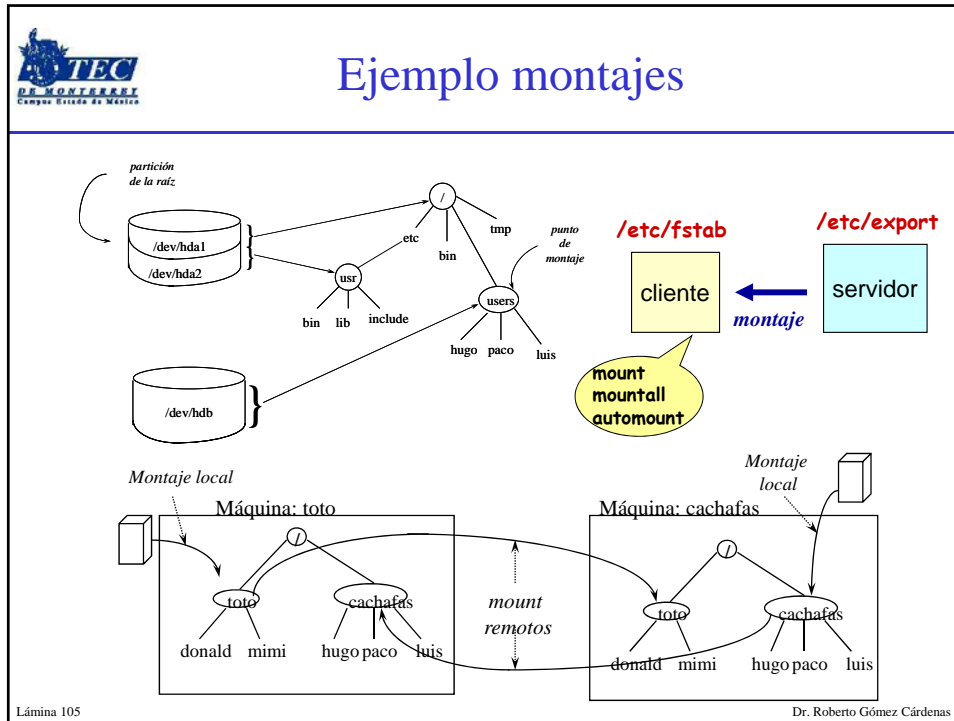 TEC
DE MONTERREY
Campus Estado de México
Ejemplo montajes
partición
de la raíz
/dev/hda1
/dev/hda2
/
etc
bin
tmp
usr
bin lib include
punto
de
montaje
users
hugo paco luis
/dev/hdb
/etc/fstab
/etc/export
cliente
montaje
servidor
mount
mountall
automount
Montaje local
Máquina: toto
/
toto
cachafas
donald mimi hugo paco luis
mount
remotos
Montaje
local
Máquina: cachafas
/
toto
cachafas
donald mimi hugo paco luis
Lámina 105
Dr. Roberto Gómez Cárdenas